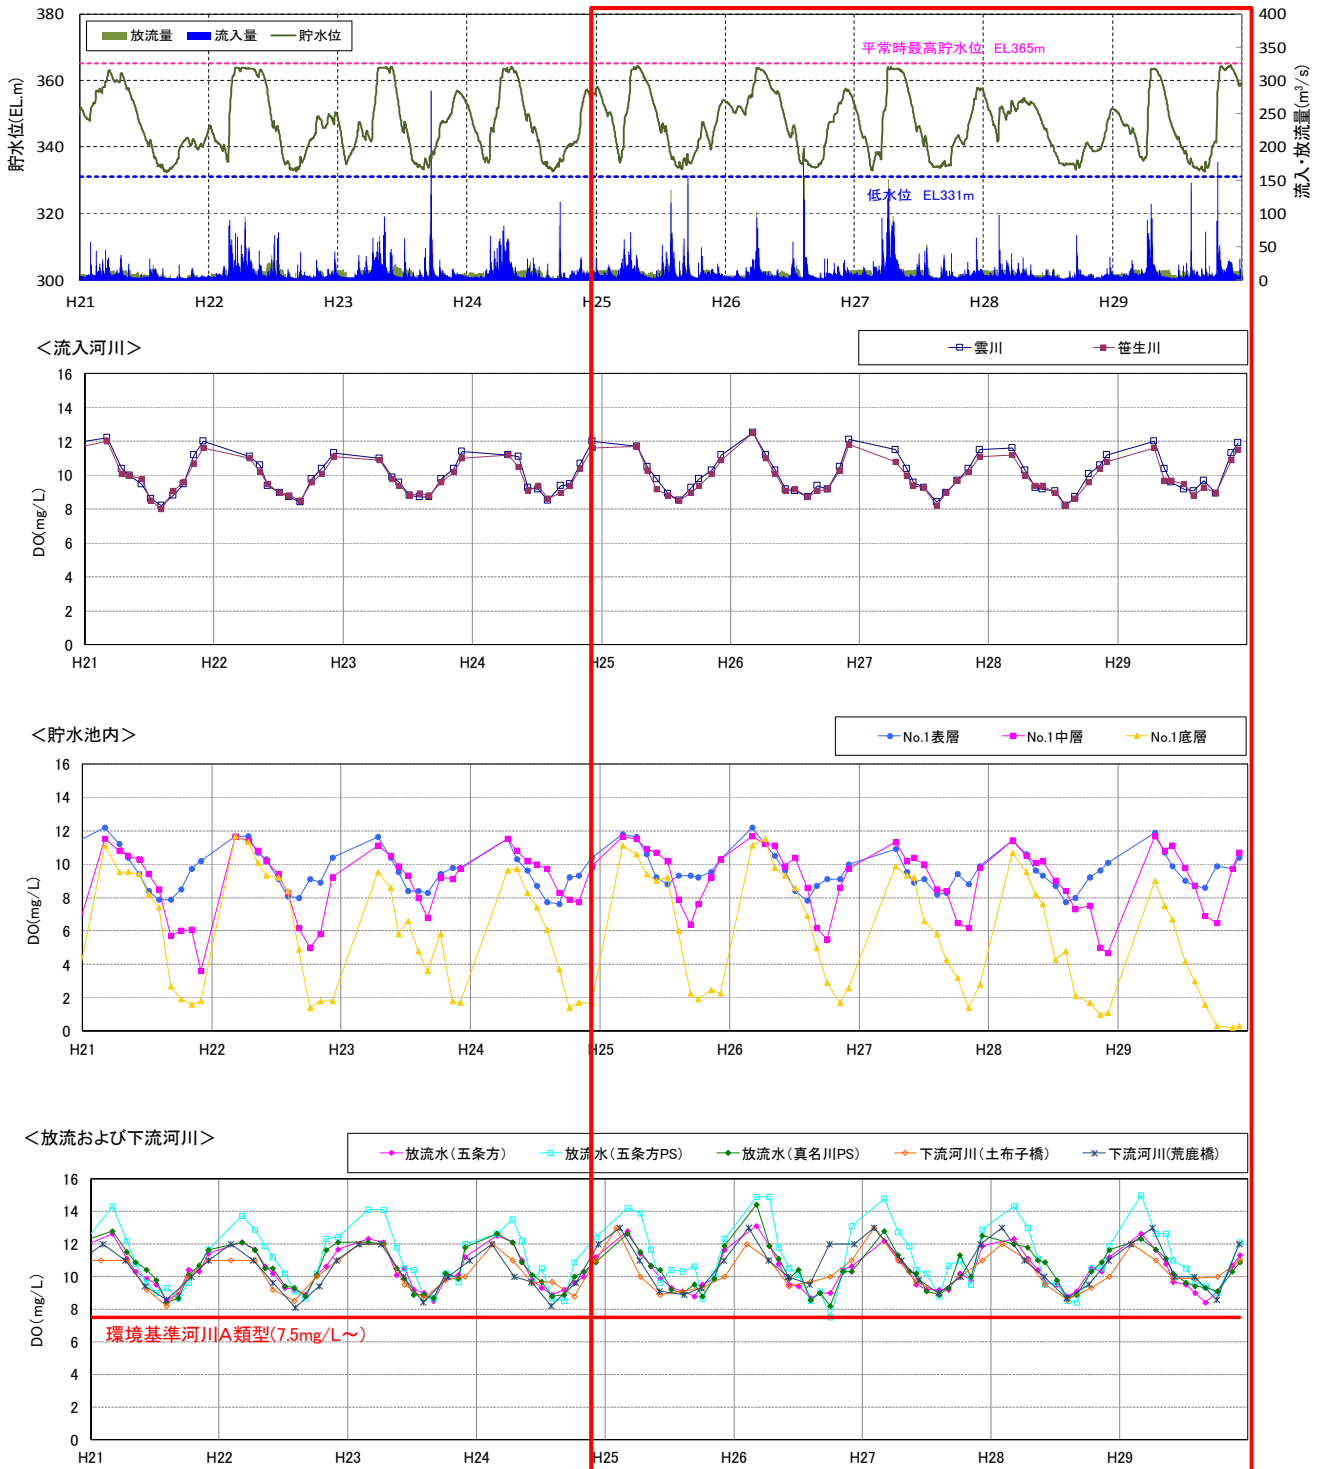 放流量 流入量 貯水位
平常時最高貯水位 EL365m
低水位 EL331m
貯水位(EL.m)
流入・放流量(m³/s)
380
360
340
320
300
400
350
300
250
200
150
100
50
0
H21 H22 H23 H24 H25 H26 H27 H28 H29
＜流入河川＞
雲川 笹生川
DO(mg/L)
16
14
12
10
8
6
4
2
0
H21 H22 H23 H24 H25 H26 H27 H28 H29
＜貯水池内＞
No.1表層 No.1中層 No.1底層
DO(mg/L)
16
14
12
10
8
6
4
2
0
H21 H22 H23 H24 H25 H26 H27 H28 H29
＜放流および下流河川＞
放流水(五条方) 放流水(五条方PS) 放流水(真名川PS) 下流河川(土布子橋) 下流河川(荒鹿橋)
DO(mg/L)
16
14
12
10
8
6
4
2
0
環境基準河川A類型(7.5mg/L～)
H21 H22 H23 H24 H25 H26 H27 H28 H29